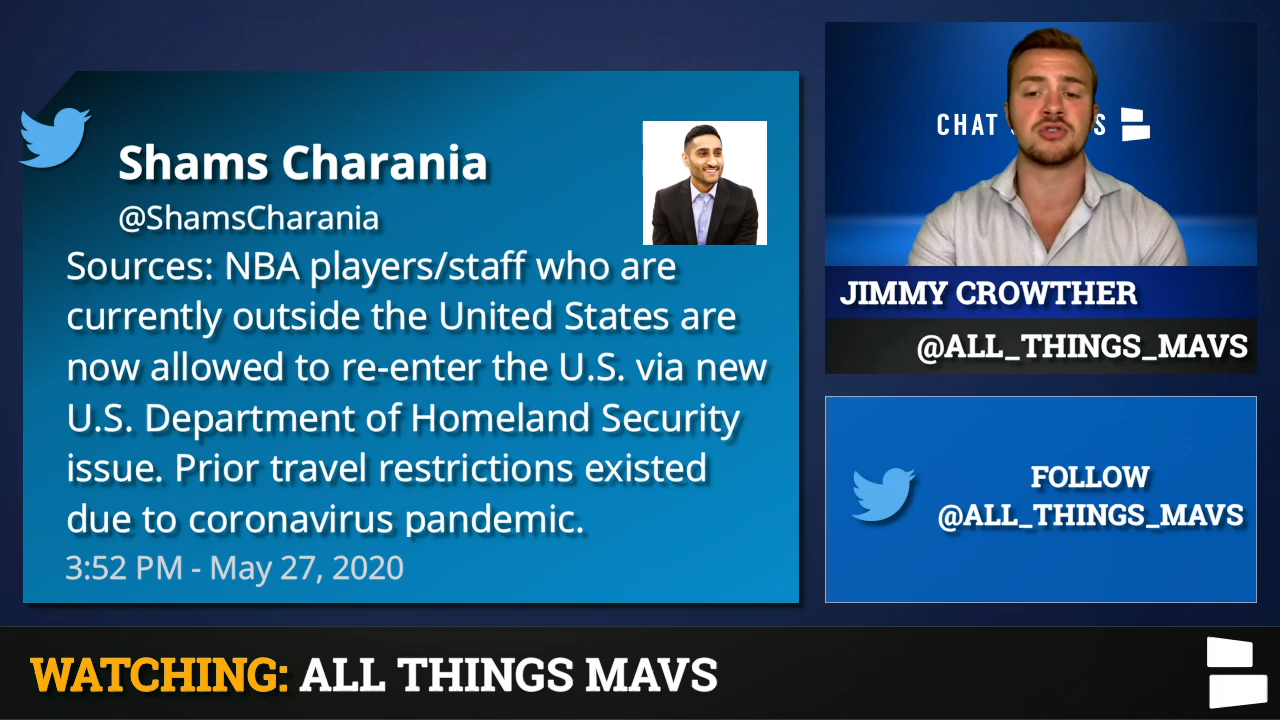 Shams Charania
@ShamsCharania
Sources: NBA players/staff who are
currently outside the United States are
now allowed to re-enter the U.S. via new
U.S. Department of Homeland Security
issue. Prior travel restrictions existed
due to coronavirus pandemic.
3:52 PM - May 27, 2020
CHAT
JIMMY CROWTHER
@ALL_THINGS_MAVS
FOLLOW
@ALL_THINGS_MAVS
WATCHING: ALL THINGS MAVS